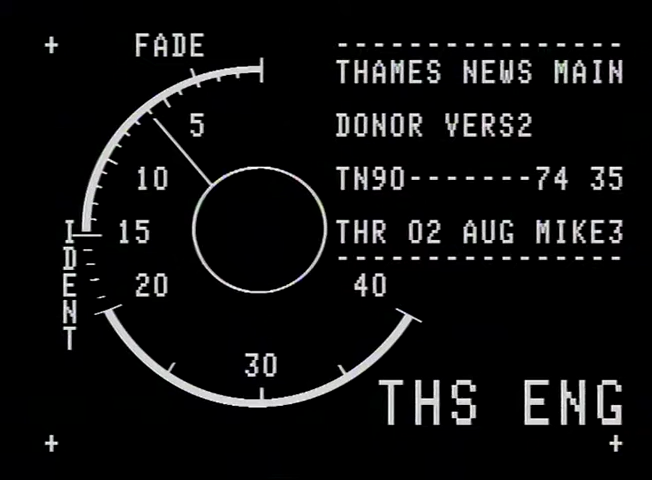 FADE
THAMES NEWS MAIN
DONOR VERS2
TN90-------74 35
THR 02 AUG MIKE3
5
10
15
20
30
40
IDENT
THS ENG